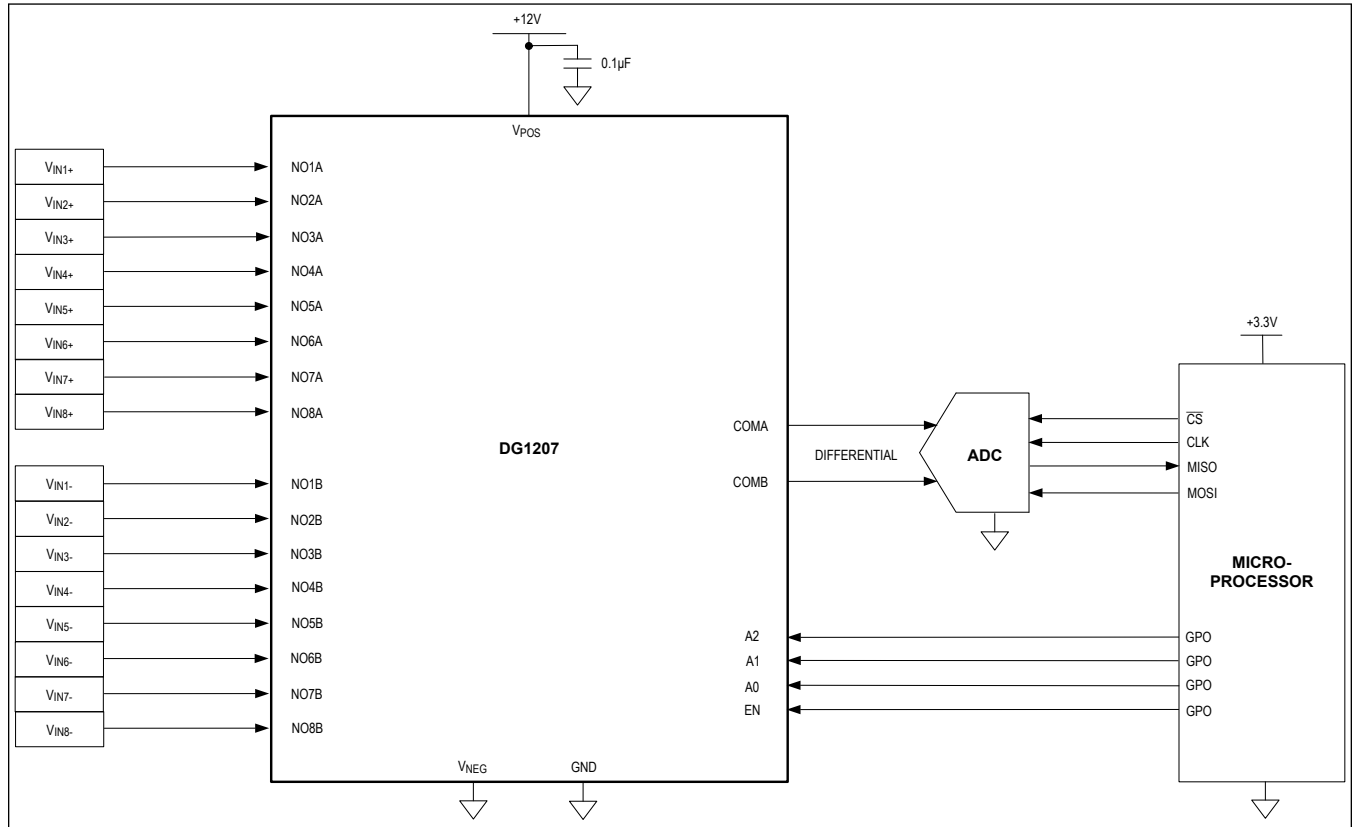 +12V
0.1µF
VPOS
VIN1+
VIN2+
VIN3+
VIN4+
VIN5+
VIN6+
VIN7+
VIN8+
NO1A
NO2A
NO3A
NO4A
NO5A
NO6A
NO7A
NO8A
VIN1-
VIN2-
VIN3-
VIN4-
VIN5-
VIN6-
VIN7-
VIN8-
NO1B
NO2B
NO3B
NO4B
NO5B
NO6B
NO7B
NO8B
DG1207
VNEG
GND
COMA
COMB
A2
A1
A0
EN
DIFFERENTIAL
ADC
+3.3V
CS
CLK
MISO
MOSI
MICRO-
PROCESSOR
GPO
GPO
GPO
GPO